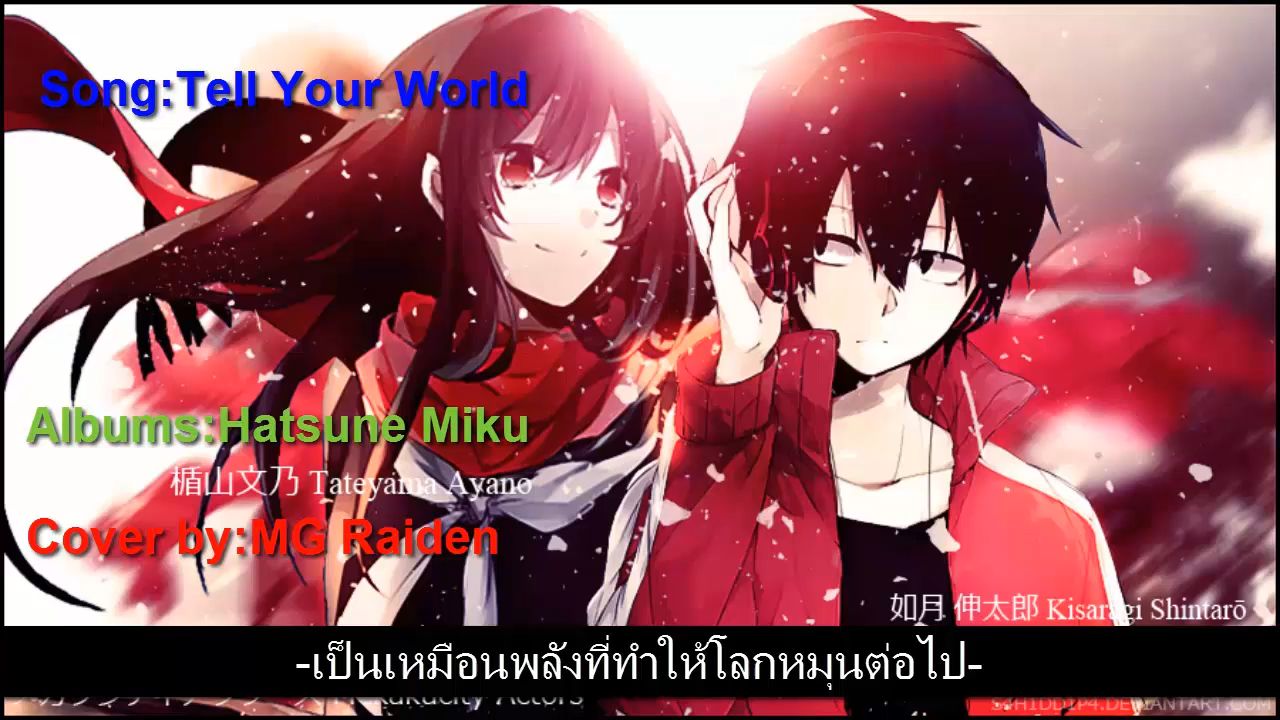 Song:Tell Your World
Albums:Hatsune Miku
楯山文乃 Tateyama Ayano
Cover by:MG Raiden
如月 伸太郎 Kisaragi Shintarō
-เป็นเหมือนพลังที่ทำให้โลกหมุนต่อไป-
Actors